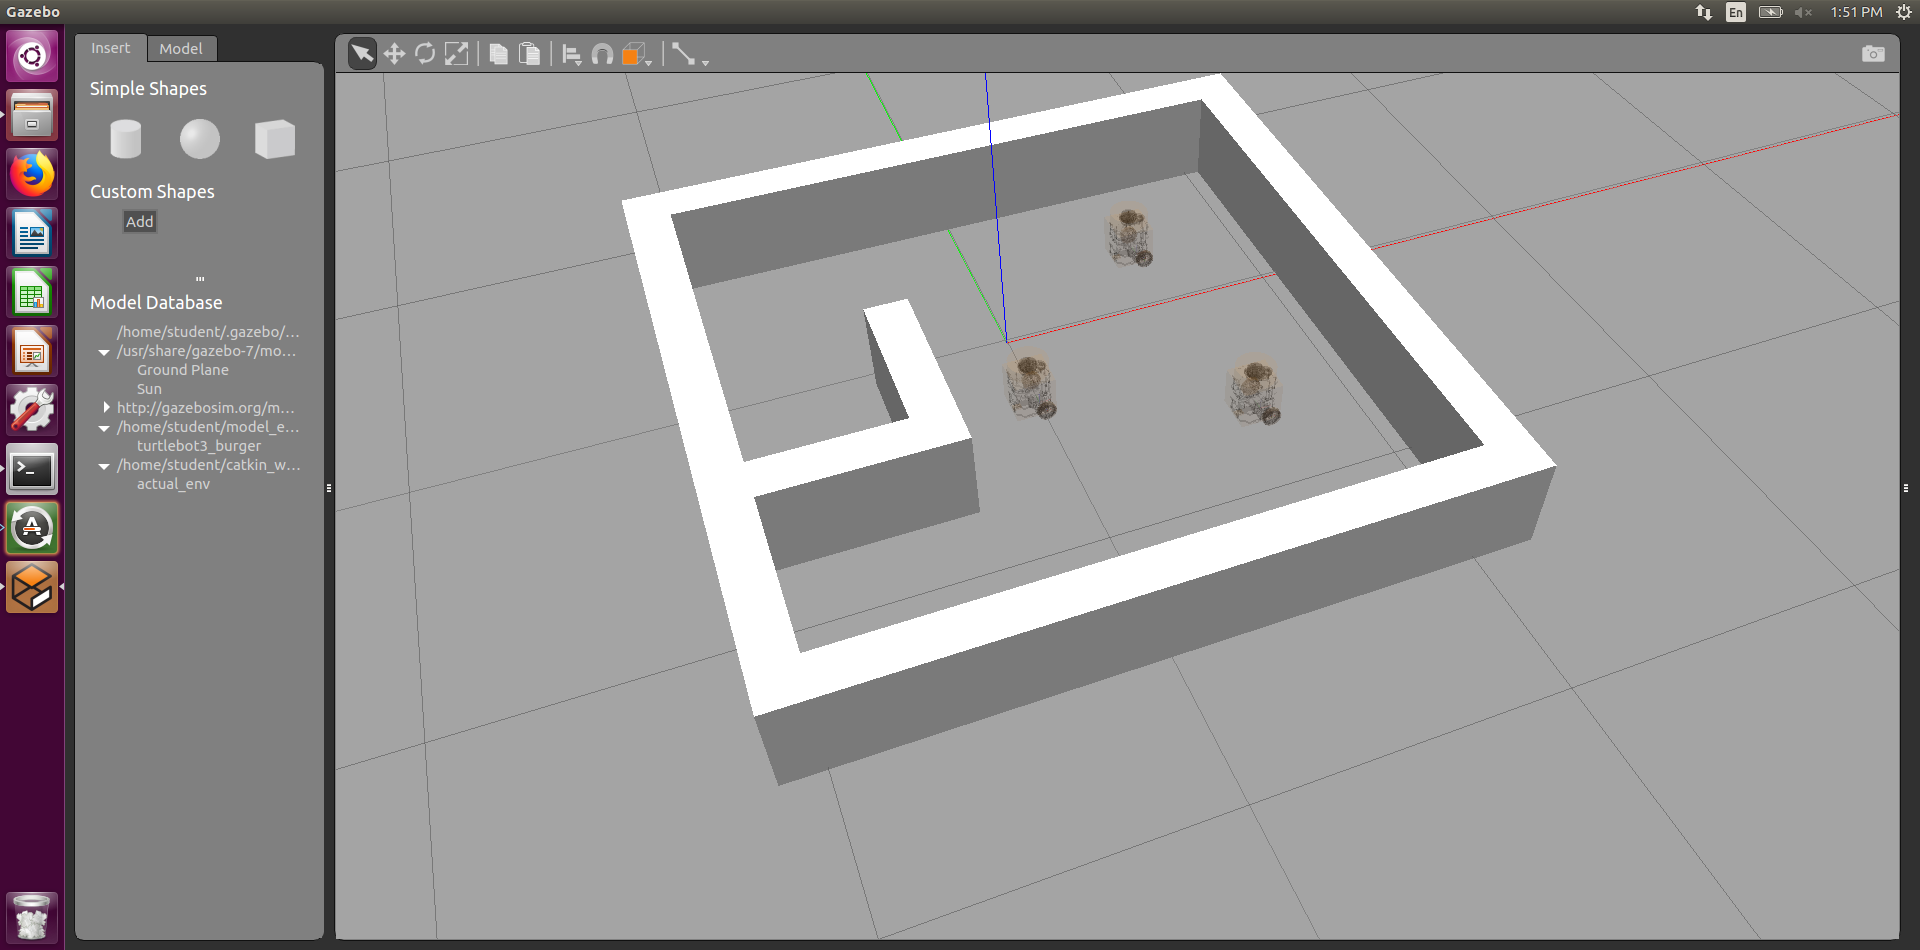 Gazebo
En
1:51 PM
Insert
Model
Simple Shapes
Custom Shapes
Add
Model Database
/home/student/.gazebo/...
/usr/share/gazebo-7/mo...
Ground Plane
Sun
http://gazebosim.org/m...
/home/student/model_e...
turtlebot3_burger
/home/student/catkin_w...
actual_env